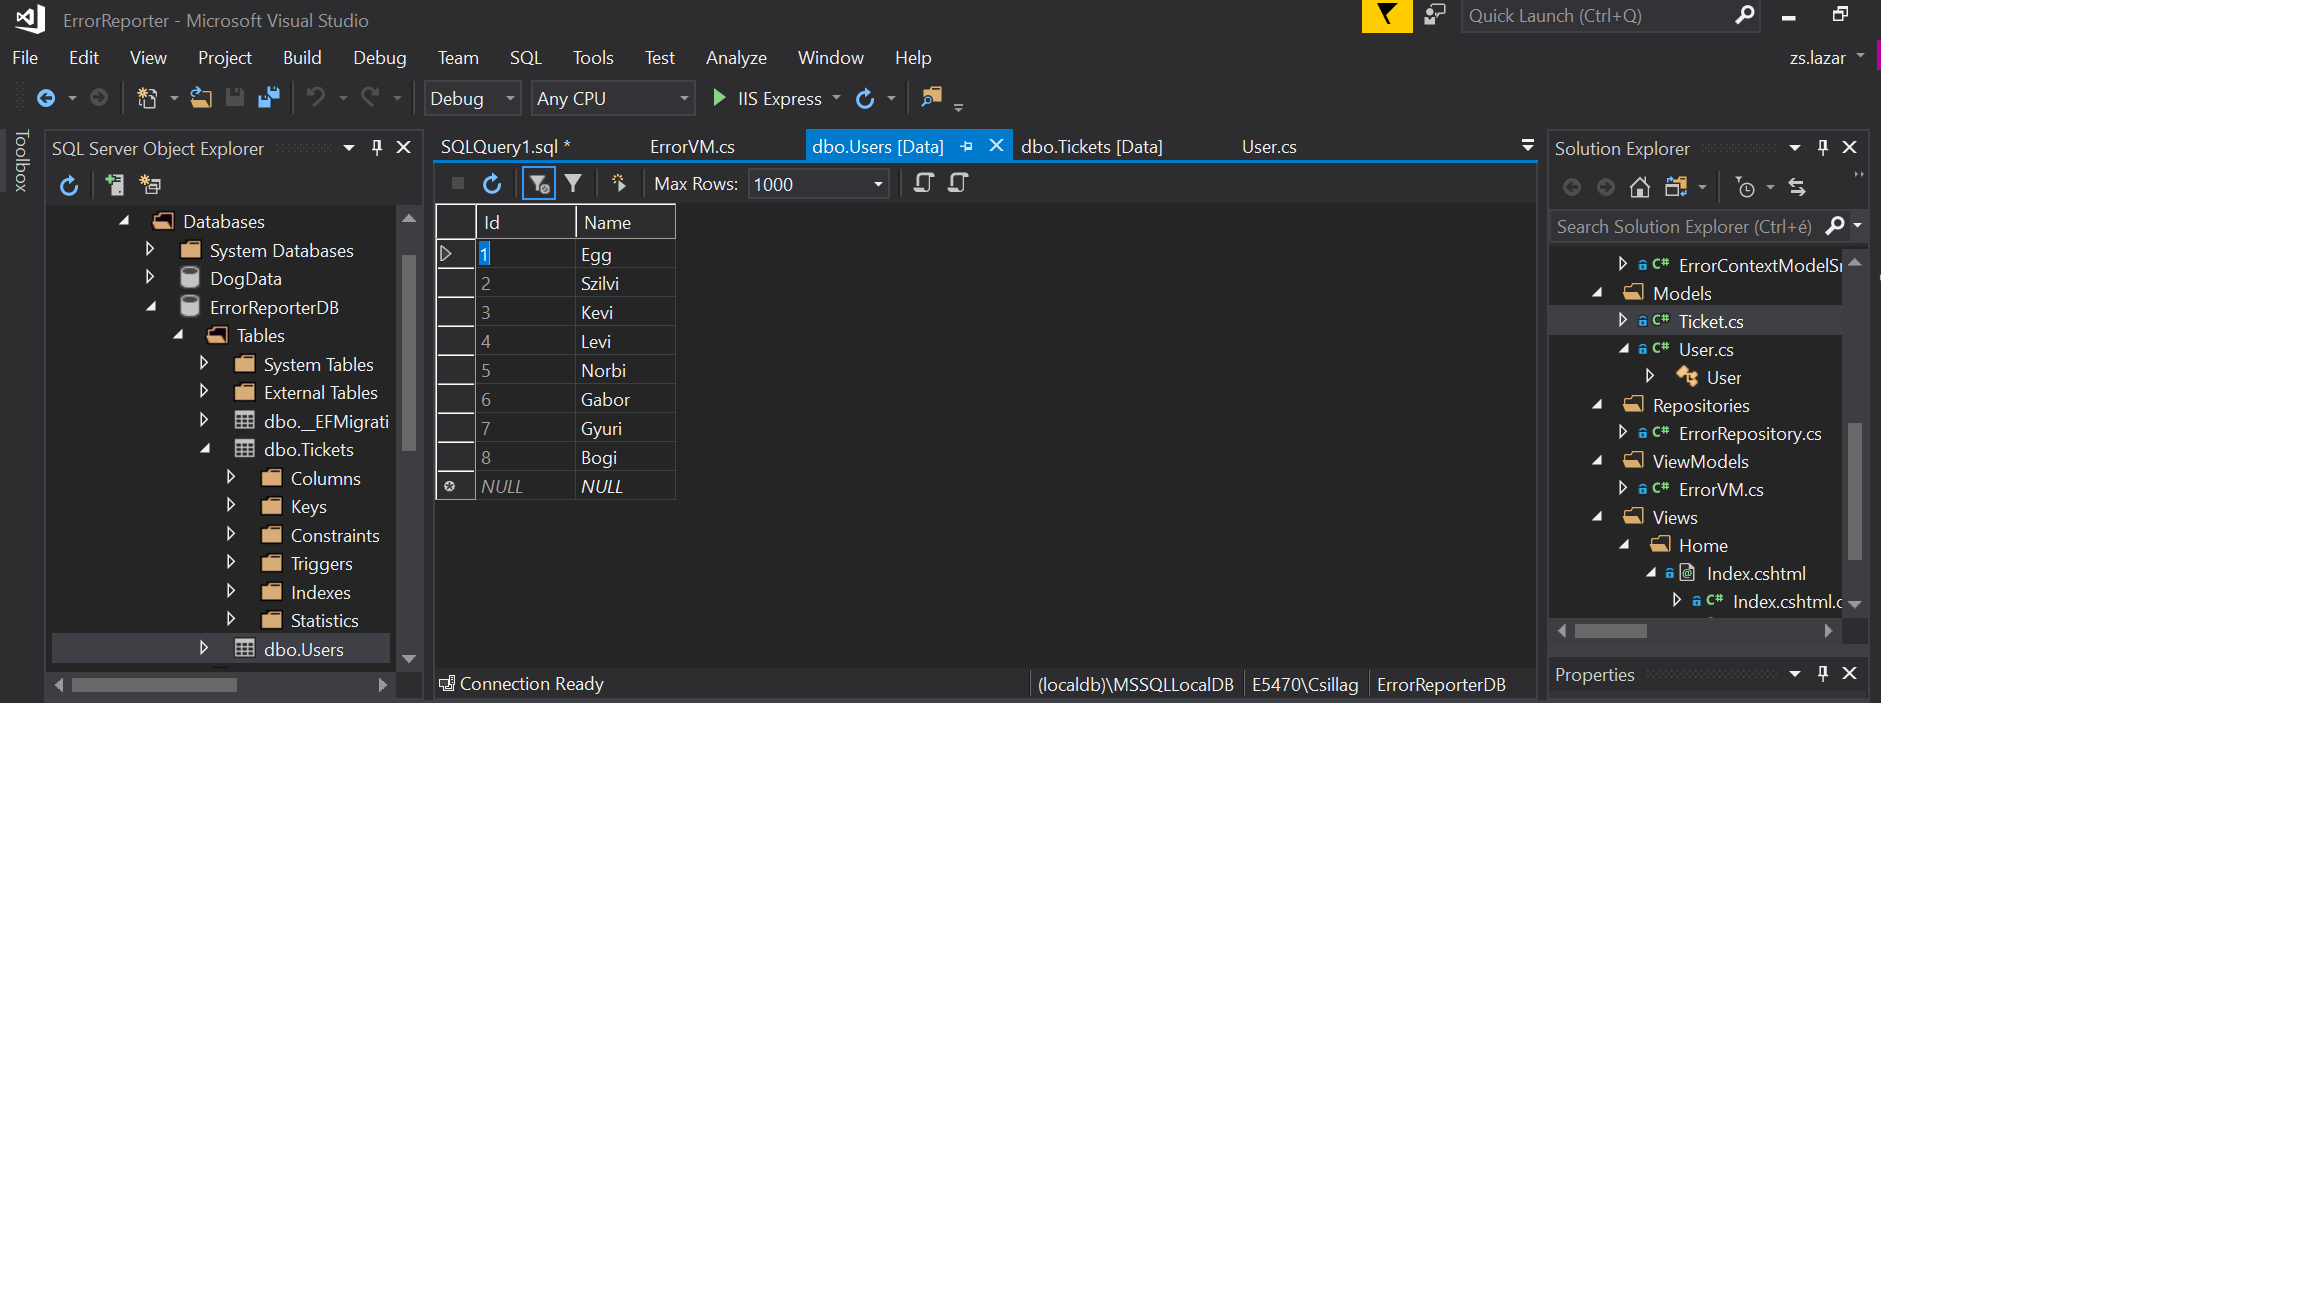 ErrorReporter - Microsoft Visual Studio
Quick Launch (Ctrl+Q)
File Edit View Project Build Debug Team SQL Tools Test Analyze Window Help
zs.lazar
Debug Any CPU IIS Express
Toolbox
SQL Server Object Explorer
Databases
System Databases
DogData
ErrorReporterDB
Tables
System Tables
External Tables
dbo.__EFMigrati
dbo.Tickets
Columns
Keys
Constraints
Triggers
Indexes
Statistics
dbo.Users
SQLQuery1.sql * ErrorVM.cs dbo.Users [Data] dbo.Tickets [Data] User.cs
Max Rows: 1000
Id Name
1 Egg
2 Szilvi
3 Kevi
4 Levi
5 Norbi
6 Gabor
7 Gyuri
8 Bogi
NULL NULL
Connection Ready
(localdb)\MSSQLLocalDB E5470\Csillag ErrorReporterDB
Solution Explorer
Search Solution Explorer (Ctrl+é)
C# ErrorContextModelSn
Models
C# Ticket.cs
C# User.cs
User
Repositories
C# ErrorRepository.cs
ViewModels
C# ErrorVM.cs
Views
Home
Index.cshtml
C# Index.cshtml.c
Properties